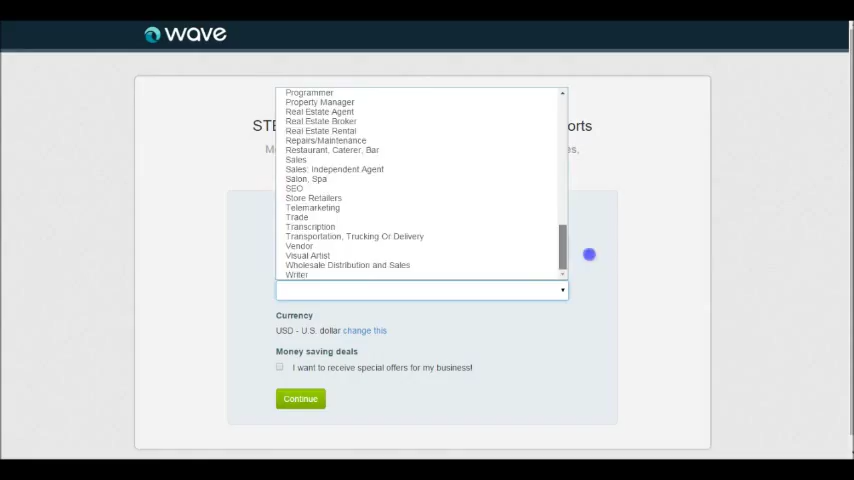 wave
Programmer
Property Manager
Real Estate Agent
Real Estate Broker
STE orts
Real Estate Rental
Repairs/Maintenance
Restaurant, Caterer, Bar
M es.
Sales
Sales: Independent Agent
Salon, Spa
SEO
Store Retailers
Telemarketing
Trade
Transcription
Transportation, Trucking Or Delivery
Vendor
Visual Artist
Wholesale Distribution and Sales
Writer
Currency
USD - U.S. dollar change this
Money saving deals
I want to receive special offers for my business!
Continue